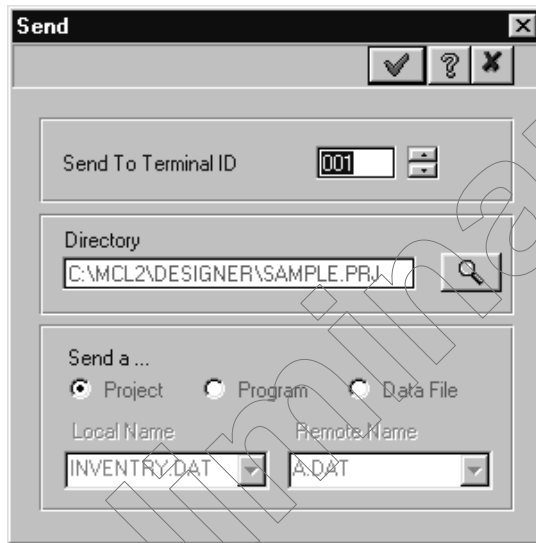 Send
Send To Terminal ID 001
Directory
C:\MCL2\DESIGNER\SAMPLE.PRJ
Send a ...
Project Program Data File
Local Name Remote Name
INVENTRY.DAT A.DAT